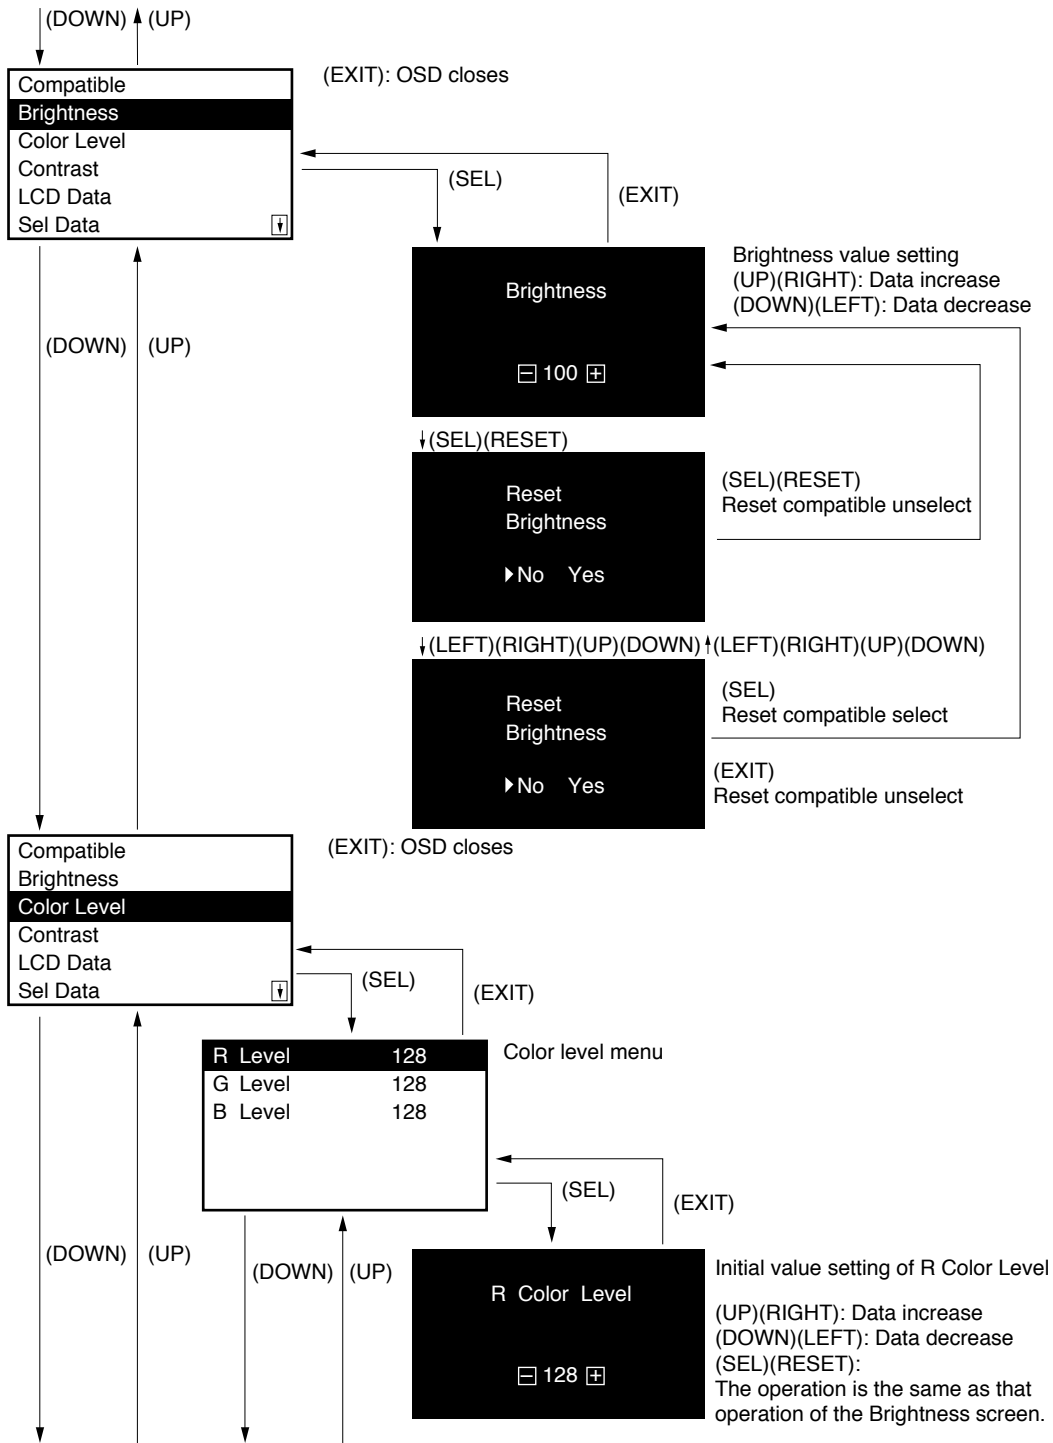 (DOWN) (UP)
(EXIT): OSD closes
Compatible
Brightness
Color Level
Contrast
LCD Data
Sel Data
(SEL)
(EXIT)
Brightness value setting
(UP)(RIGHT): Data increase
(DOWN)(LEFT): Data decrease
Brightness
100
(DOWN) (UP)
(SEL)(RESET)
Reset
Brightness
No Yes
(SEL)(RESET)
Reset compatible unselect
(LEFT)(RIGHT)(UP)(DOWN) (LEFT)(RIGHT)(UP)(DOWN)
Reset
Brightness
No Yes
(SEL)
Reset compatible select
(EXIT)
Reset compatible unselect
(EXIT): OSD closes
Compatible
Brightness
Color Level
Contrast
LCD Data
Sel Data
(SEL)
(EXIT)
Color level menu
R Level 128
G Level 128
B Level 128
(SEL)
(EXIT)
(DOWN) (UP)
(DOWN) (UP)
R Color Level
128
Initial value setting of R Color Level
(UP)(RIGHT): Data increase
(DOWN)(LEFT): Data decrease
(SEL)(RESET):
The operation is the same as that
operation of the Brightness screen.